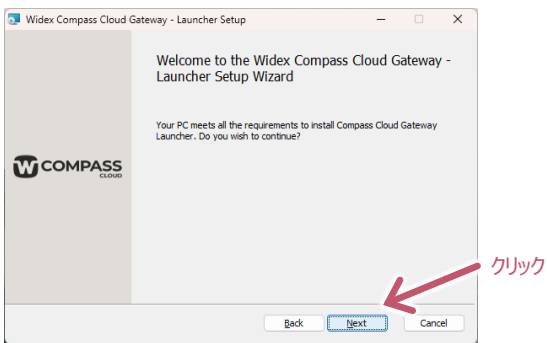 Widex Compass Cloud Gateway - Launcher Setup
Welcome to the Widex Compass Cloud Gateway -
Launcher Setup Wizard
Your PC meets all the requirements to install Compass Cloud Gateway
Launcher. Do you wish to continue?
W COMPASS
CLOUD
クリック
Back Next Cancel